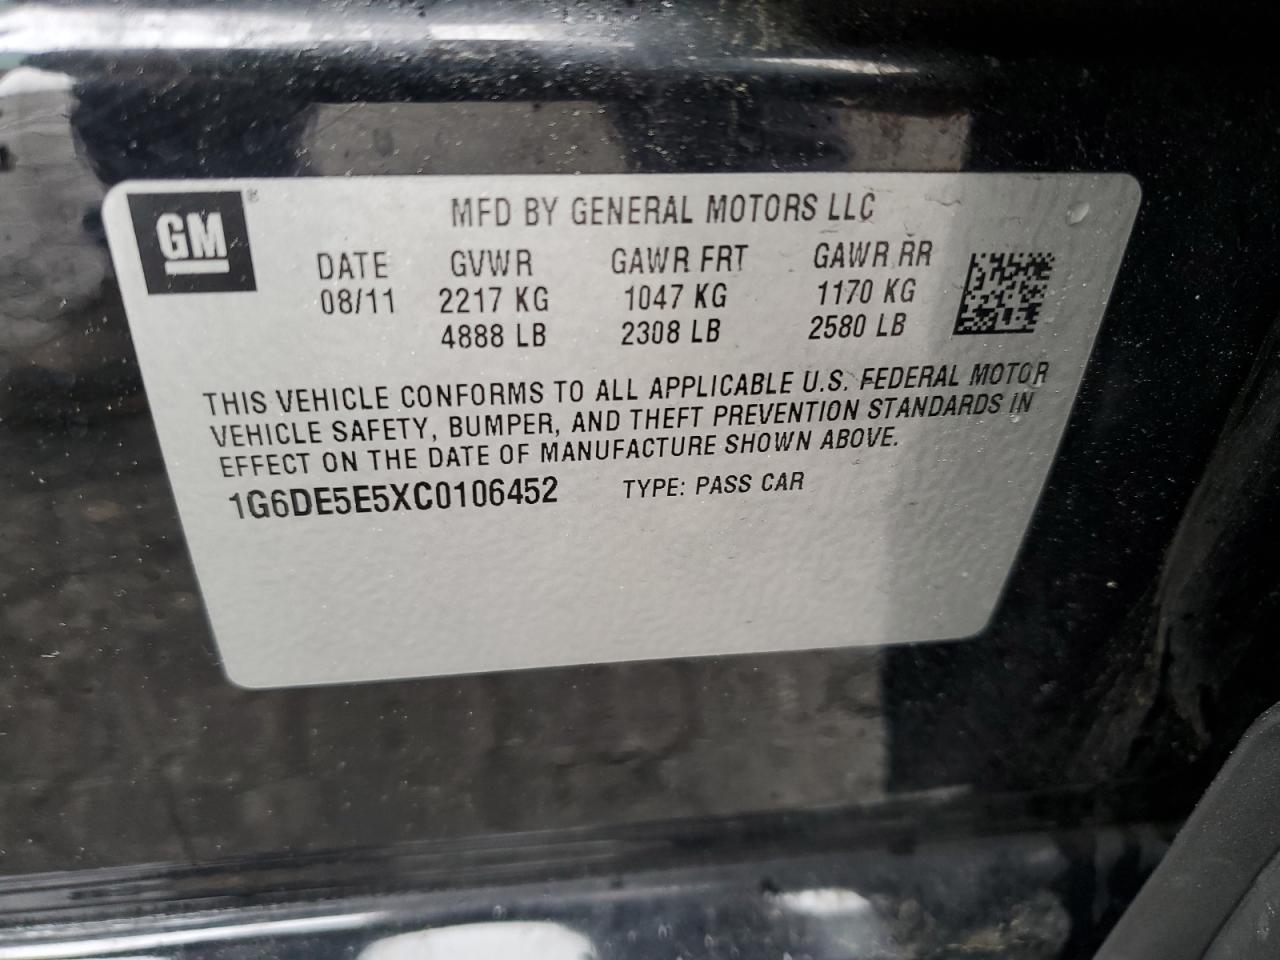 GM®
MFD BY GENERAL MOTORS LLC
DATE GVWR GAWR FRT GAWR RR
08/11 2217 KG 1047 KG 1170 KG
4888 LB 2308 LB 2580 LB
THIS VEHICLE CONFORMS TO ALL APPLICABLE U.S. FEDERAL MOTOR
VEHICLE SAFETY, BUMPER, AND THEFT PREVENTION STANDARDS IN
EFFECT ON THE DATE OF MANUFACTURE SHOWN ABOVE.
1G6DE5E5XC0106452 TYPE: PASS CAR